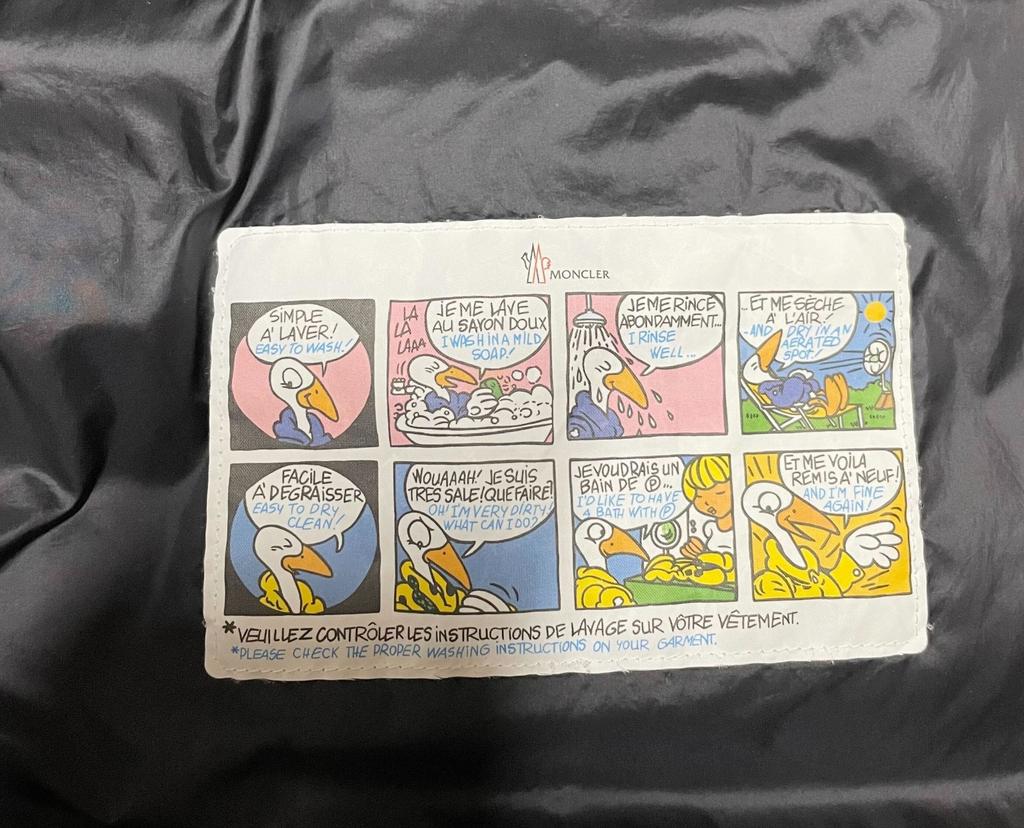 MONCLER
SIMPLE
A' LAVER!
EASY TO WASH!
LA
LA
LAAA
JE ME LAVE
AU SAYON DOUX
I WASH IN A MILD
SOAP!
JE ME RINCE
ABONDAMMENT...
I RINSE
WELL...
...ET ME SÈCHE
A' L'AIR!
...AND I DRY IN AN
AERATED
SPOT!
FACILE
A' DEGRAISSER
EASY TO DRY
CLEAN!
WOUAAAH! JE SUIS
TRES SALE! QUE FAIRE?
OH! I'M VERY DIRTY!
WHAT CAN I DO?
JE VOUDRAIS UN
BAIN DE Ⓟ...
I'D LIKE TO HAVE
A BATH WITH Ⓟ
ET ME VOILA
REMIS A' NEUF!
AND I'M FINE
AGAIN!
*VEUILLEZ CONTRÔLER LES INSTRUCTIONS DE LAVAGE SUR VÔTRE VÊTEMENT.
*PLEASE CHECK THE PROPER WASHING INSTRUCTIONS ON YOUR GARMENT.